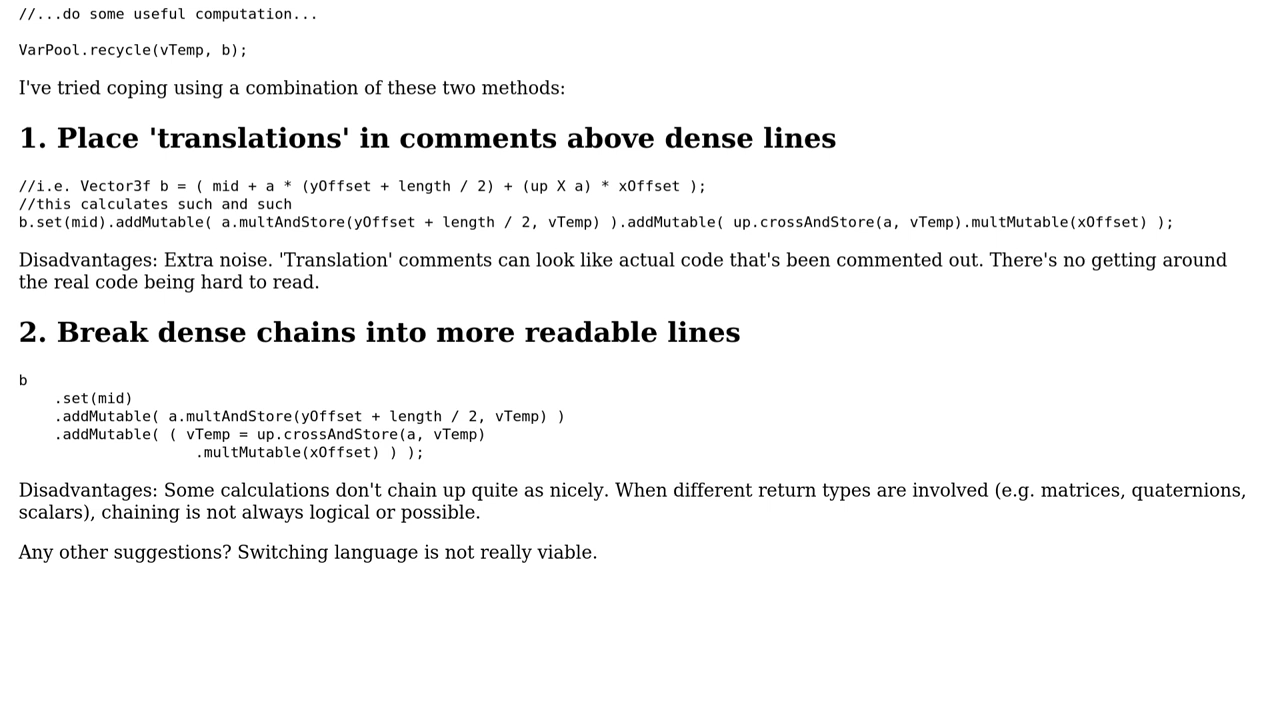 //...do some useful computation...
VarPool.recycle(vTemp, b);
I've tried coping using a combination of these two methods:
1. Place 'translations' in comments above dense lines
//i.e. Vector3f b = ( mid + a * (yOffset + length / 2) + (up X a) * xOffset );
//this calculates such and such
b.set(mid).addMutable( a.multAndStore(yOffset + length / 2, vTemp) ).addMutable( up.crossAndStore(a, vTemp).multMutable(xOffset) );
Disadvantages: Extra noise. 'Translation' comments can look like actual code that's been commented out. There's no getting around
the real code being hard to read.
2. Break dense chains into more readable lines
b
    .set(mid)
    .addMutable( a.multAndStore(yOffset + length / 2, vTemp) )
    .addMutable( ( vTemp = up.crossAndStore(a, vTemp)
                    .multMutable(xOffset) ) );
Disadvantages: Some calculations don't chain up quite as nicely. When different return types are involved (e.g. matrices, quaternions,
scalars), chaining is not always logical or possible.
Any other suggestions? Switching language is not really viable.